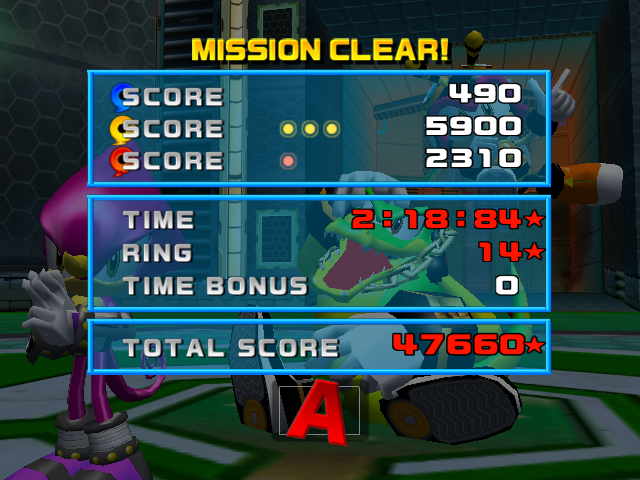 MISSION CLEAR!
SCORE 490
SCORE 5900
SCORE 2310
TIME 2:18:84★
RING 14★
TIME BONUS 0
TOTAL SCORE 47660★
A